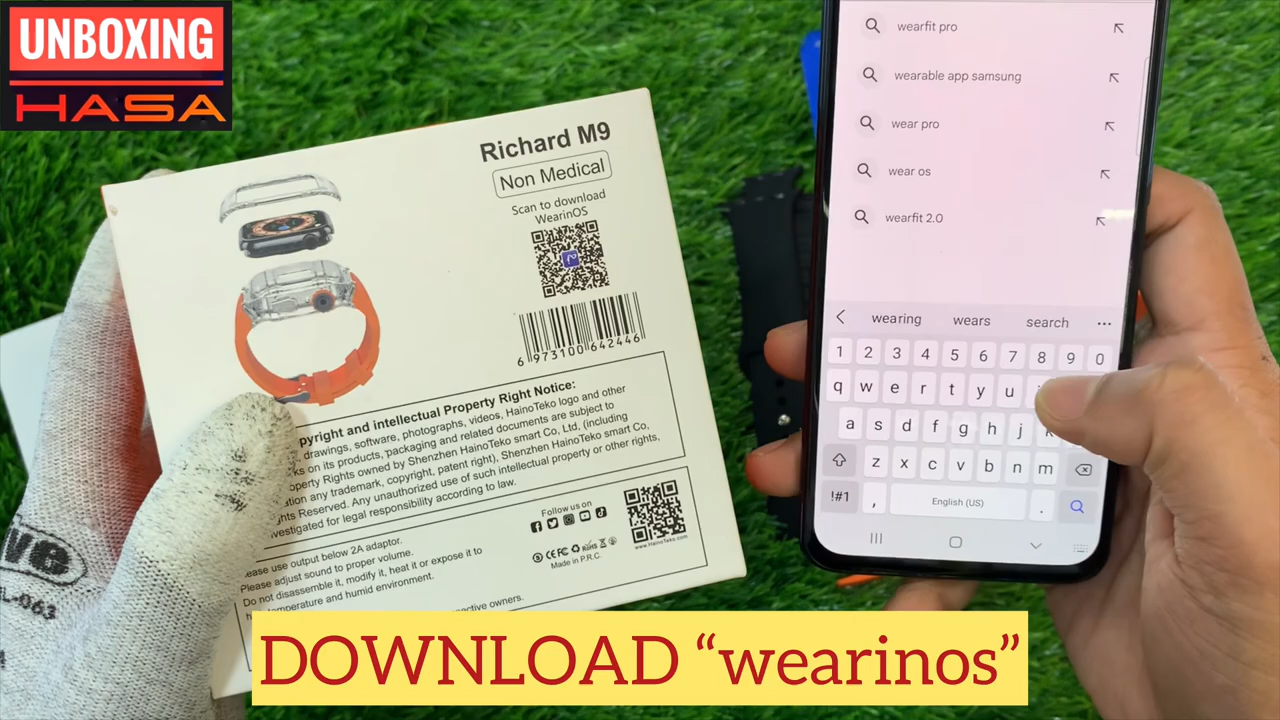 UNBOXING
HASA
Richard M9
Non Medical
Scan to download
WearinOS
6 973100 642446
pyright and intellectual Property Right Notice:
, drawings, software, photographs, videos, HainoTeko logo and other
ks on its products, packaging and related documents are subject to
operty Rights owned by Shenzhen HainoTeko smart Co, Ltd, (including
ation any trademark, copyright, patent right), Shenzhen HainoTeko smart Co,
hts Reserved. Any unauthorized use of such intellectual property or other rights,
vestigated for legal responsibility according to law.
ease use output below 2A adaptor.
Please adjust sound to proper volume.
Do not disassemble it, modify it, heat it or expose it to
temperature and humid environment.
ective owners.
Follow us on
Made in P.R.C.
www.HainoTeko.com
wearfit pro
wearable app samsung
wear pro
wear os
wearfit 2.0
wearing wears search
1 2 3 4 5 6 7 8 9 0
q w e r t y u
a s d f g h j k
z x c v b n m
!#1 , English (US) .
DOWNLOAD “wearinos”